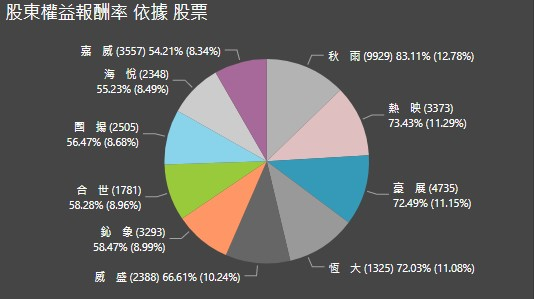 股東權益報酬率 依據 股票
秋 雨 (9929) 83.11% (12.78%)
熱 映 (3373)
73.43% (11.29%)
臺 展 (4735)
72.49% (11.15%)
恆 大 (1325) 72.03% (11.08%)
威 盛 (2388) 66.61% (10.24%)
鈊 象 (3293)
58.47% (8.99%)
合 世 (1781)
58.28% (8.96%)
國 揚 (2505)
56.47% (8.68%)
海 悅 (2348)
55.23% (8.49%)
嘉 威 (3557) 54.21% (8.34%)